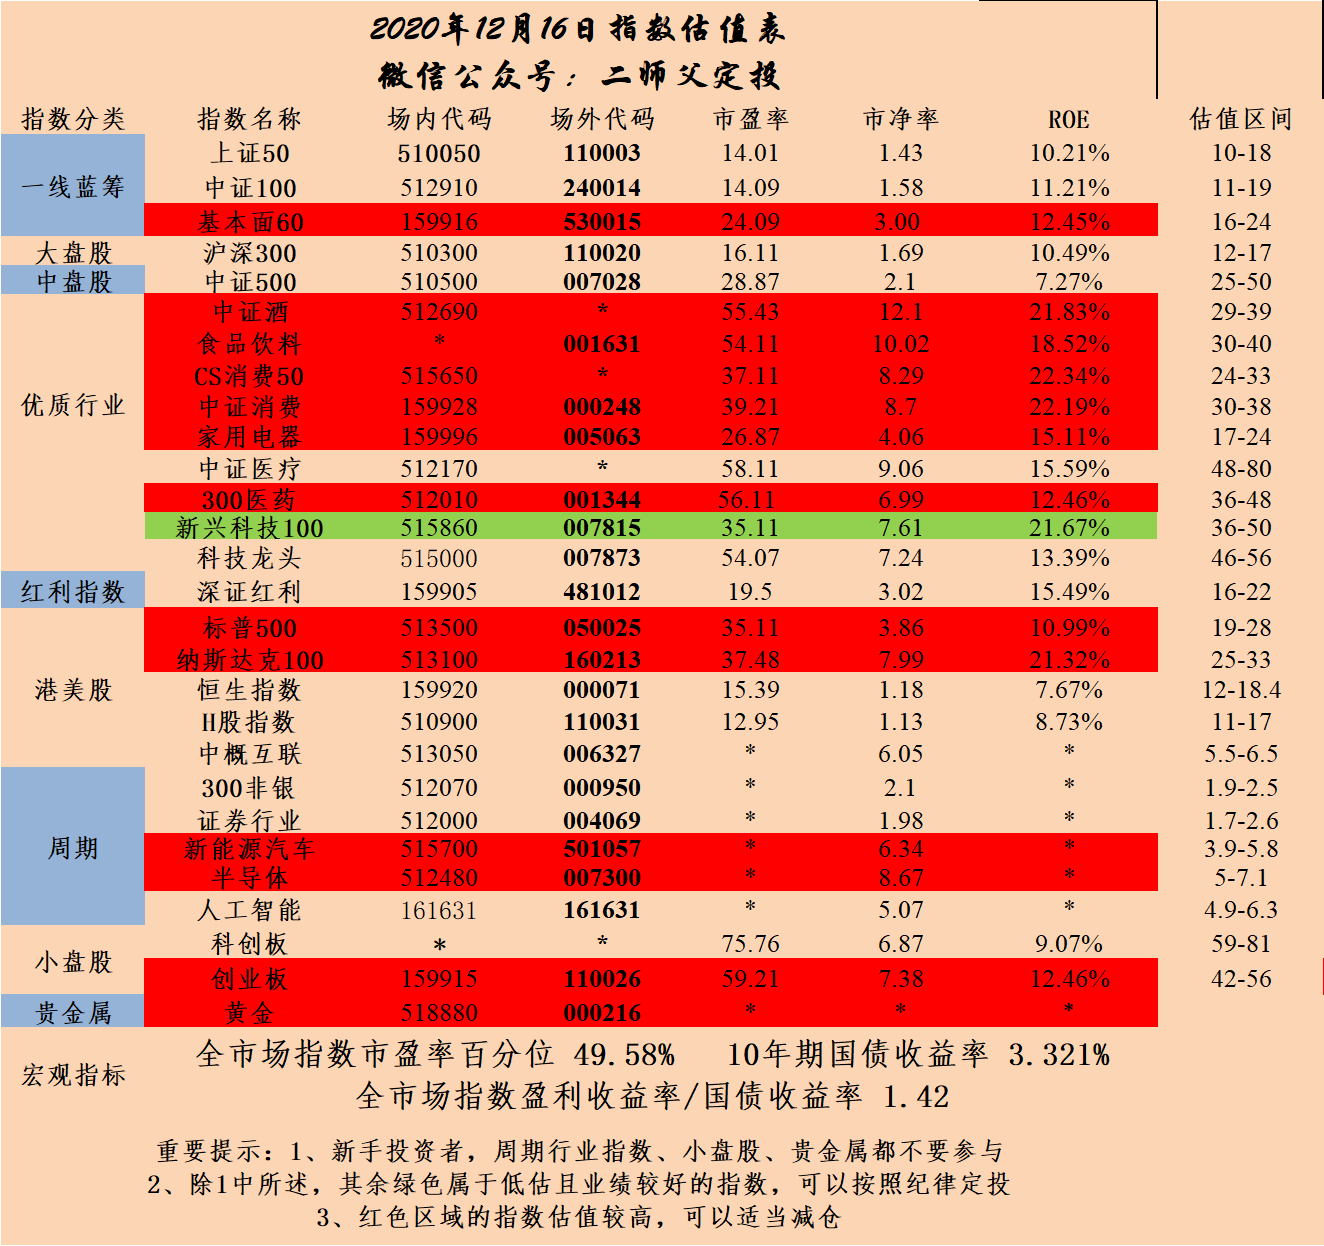 2020年12月16日指数估值表
微信公众号：二师父定投
指数分类 指数名称 场内代码 场外代码 市盈率 市净率 ROE 估值区间
一线蓝筹 上证50 510050 110003 14.01 1.43 10.21% 10-18
中证100 512910 240014 14.09 1.58 11.21% 11-19
基本面60 159916 530015 24.09 3.00 12.45% 16-24
大盘股 沪深300 510300 110020 16.11 1.69 10.49% 12-17
中盘股 中证500 510500 007028 28.87 2.1 7.27% 25-50
优质行业 中证酒 512690 * 55.43 12.1 21.83% 29-39
食品饮料 * 001631 54.11 10.02 18.52% 30-40
CS消费50 515650 * 37.11 8.29 22.34% 24-33
中证消费 159928 000248 39.21 8.7 22.19% 30-38
家用电器 159996 005063 26.87 4.06 15.11% 17-24
中证医疗 512170 * 58.11 9.06 15.59% 48-80
300医药 512010 001344 56.11 6.99 12.46% 36-48
新兴科技100 515860 007815 35.11 7.61 21.67% 36-50
科技龙头 515000 007873 54.07 7.24 13.39% 46-56
红利指数 深证红利 159905 481012 19.5 3.02 15.49% 16-22
港美股 标普500 513500 050025 35.11 3.86 10.99% 19-28
纳斯达克100 513100 160213 37.48 7.99 21.32% 25-33
恒生指数 159920 000071 15.39 1.18 7.67% 12-18.4
H股指数 510900 110031 12.95 1.13 8.73% 11-17
中概互联 513050 006327 * 6.05 * 5.5-6.5
周期 300非银 512070 000950 * 2.1 * 1.9-2.5
证券行业 512000 004069 * 1.98 * 1.7-2.6
新能源汽车 515700 501057 * 6.34 * 3.9-5.8
半导体 512480 007300 * 8.67 * 5-7.1
人工智能 161631 161631 * 5.07 * 4.9-6.3
小盘股 科创板 * * 75.76 6.87 9.07% 59-81
创业板 159915 110026 59.21 7.38 12.46% 42-56
贵金属 黄金 518880 000216 * * *
宏观指标 全市场指数市盈率百分位 49.58% 10年期国债收益率 3.321%
全市场指数盈利收益率/国债收益率 1.42
重要提示：1、新手投资者，周期行业指数、小盘股、贵金属都不要参与
2、除1中所述，其余绿色属于低估且业绩较好的指数，可以按照纪律定投
3、红色区域的指数估值较高，可以适当减仓